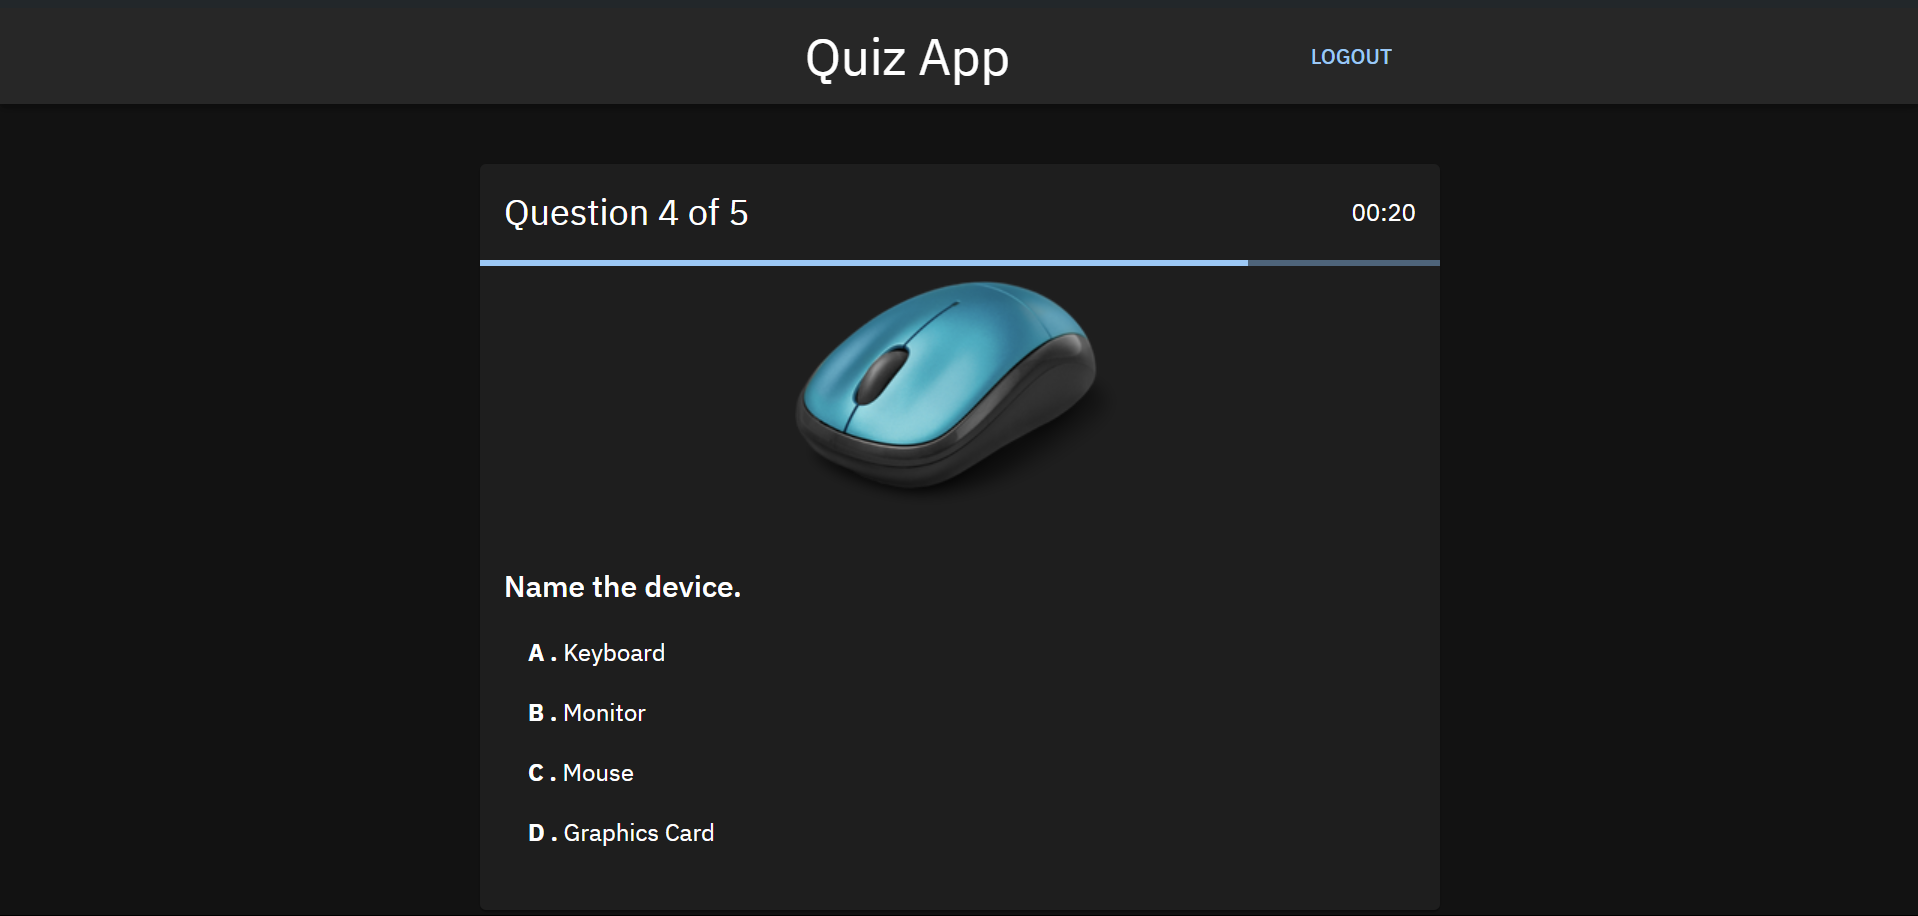 Quiz App
LOGOUT
Question 4 of 5
00:20
Name the device.
A . Keyboard
B . Monitor
C . Mouse
D . Graphics Card